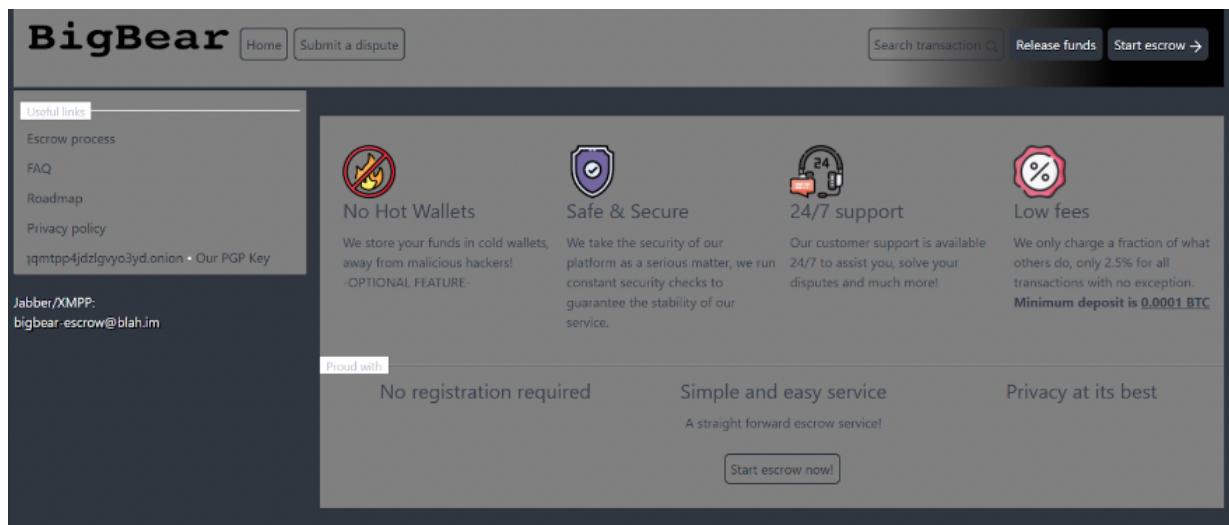 BigBear
Home
Submit a dispute
Search transaction
Release funds
Start escrow →
Useful links
Escrow process
FAQ
Roadmap
Privacy policy
qmtpp4jdzlgvyo3yd.onion • Our PGP Key
Jabber/XMPP:
bigbear-escrow@blah.im
24
No Hot Wallets
We store your funds in cold wallets,
away from malicious hackers!
-OPTIONAL FEATURE-
Safe & Secure
We take the security of our
platform as a serious matter, we run
constant security checks to
guarantee the stability of our
service.
24/7 support
Our customer support is available
24/7 to assist you, solve your
disputes and much more!
%
Low fees
We only charge a fraction of what
others do, only 2.5% for all
transactions with no exception.
Minimum deposit is 0.0001 BTC
Proud with
No registration required
Simple and easy service
A straight forward escrow service!
Privacy at its best
Start escrow now!